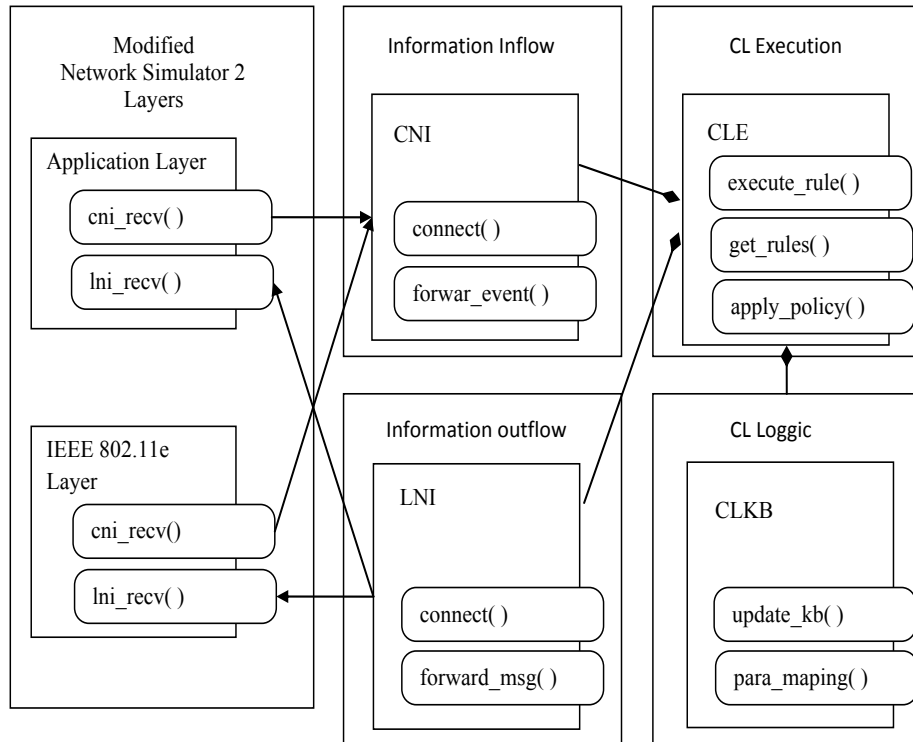 Modified
Network Simulator 2
Layers
Application Layer
cni_recv( )
lni_recv( )
IEEE 802.11e
Layer
cni_recv()
lni_recv( )
Information Inflow
CNI
connect( )
forwar_event( )
Information outflow
LNI
connect( )
forward_msg( )
CL Execution
CLE
execute_rule( )
get_rules( )
apply_policy( )
CL Loggic
CLKB
update_kb( )
para_maping( )